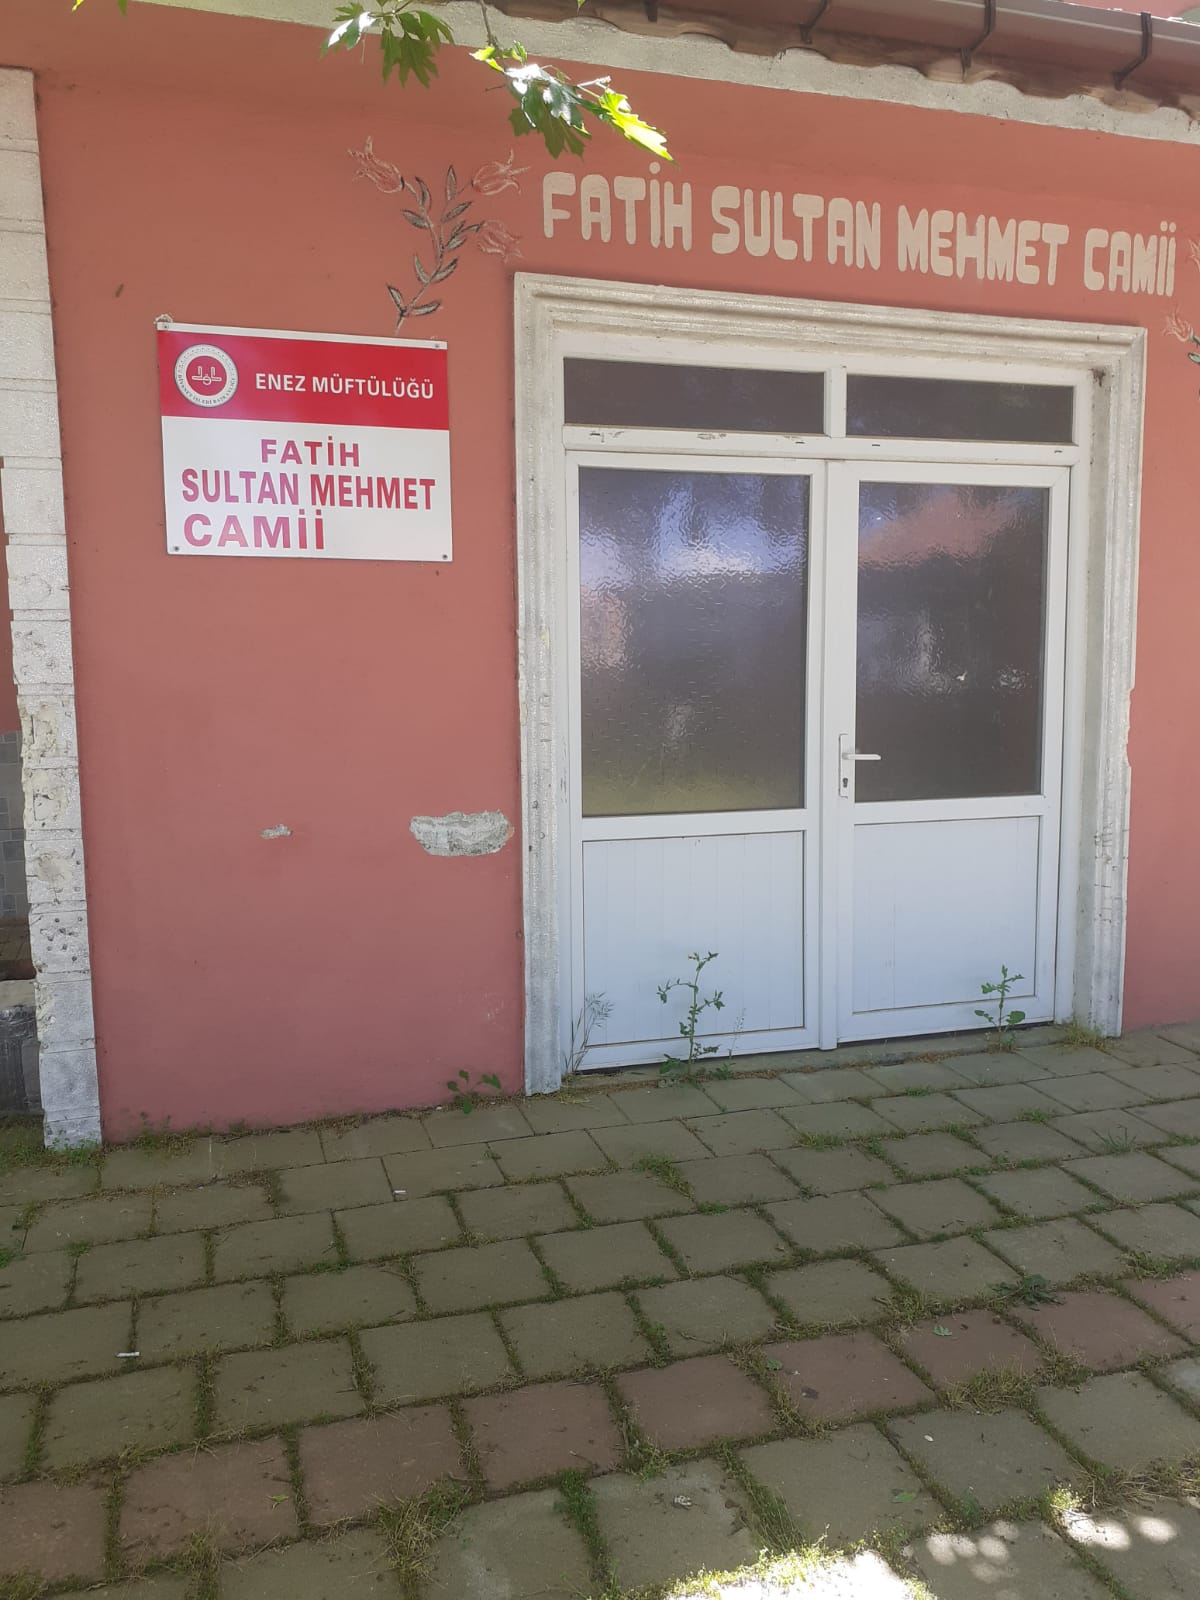 FATİH SULTAN MEHMET CAMİİ
ENEZ MÜFTÜLÜĞÜ
FATİH
SULTAN MEHMET
CAMİİ